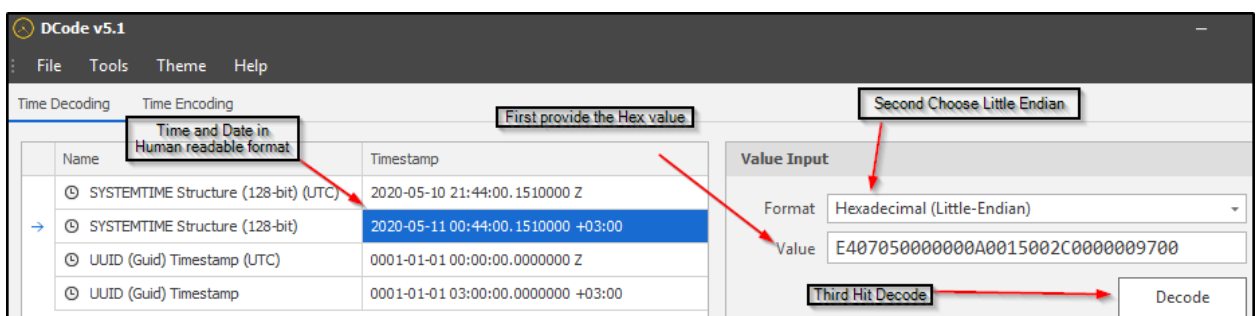 DCode v5.1
File Tools Theme Help
Time Decoding Time Encoding
First provide the Hex value
Second Choose Little Endian
Time and Date in
Human readable format
Name Timestamp
SYSTEMTIME Structure (128-bit) (UTC) 2020-05-10 21:44:00.1510000 Z
SYSTEMTIME Structure (128-bit) 2020-05-11 00:44:00.1510000 +03:00
UUID (Guid) Timestamp (UTC) 0001-01-01 00:00:00.0000000 Z
UUID (Guid) Timestamp 0001-01-01 03:00:00.0000000 +03:00
Value Input
Format Hexadecimal (Little-Endian)
Value E407050000000A0015002C0000009700
Third Hit Decode
Decode